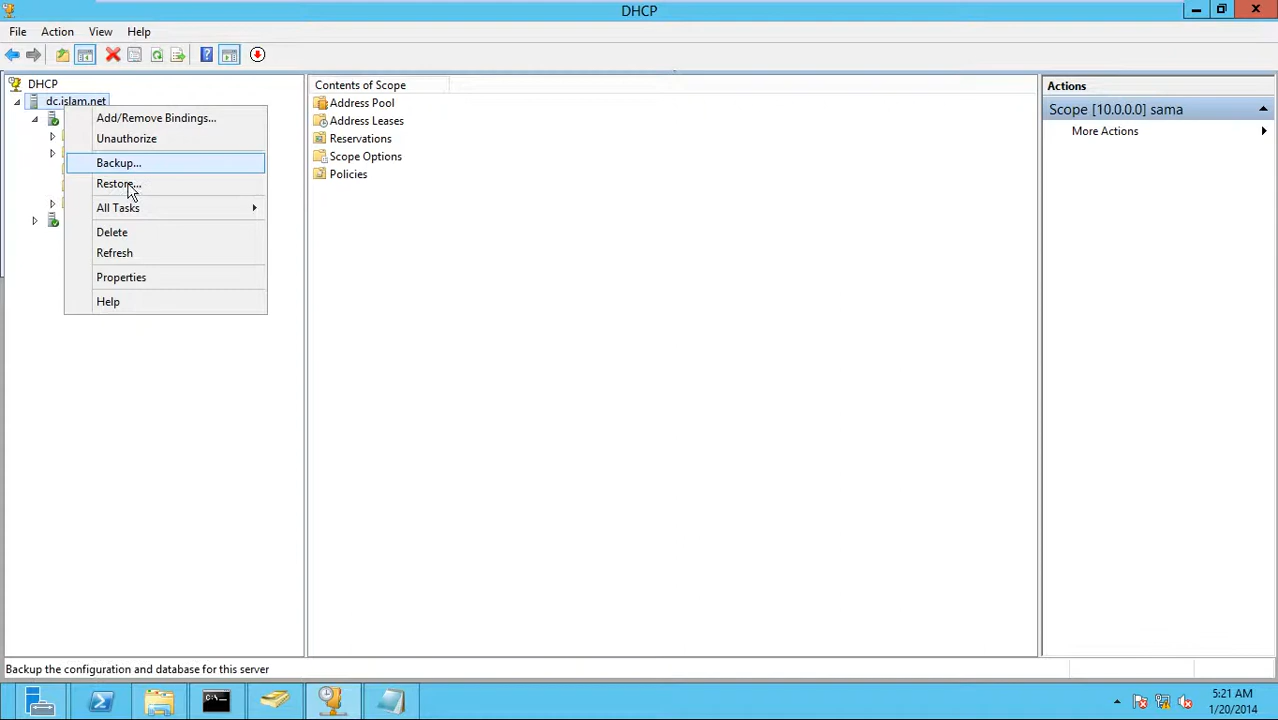 DHCP
File Action View Help
DHCP
dc.islam.net
Add/Remove Bindings...
Unauthorize
Backup...
Restore...
All Tasks
Delete
Refresh
Properties
Help
Contents of Scope
Address Pool
Address Leases
Reservations
Scope Options
Policies
Actions
Scope [10.0.0.0] sama
More Actions
Backup the configuration and database for this server
5:21 AM
1/20/2014